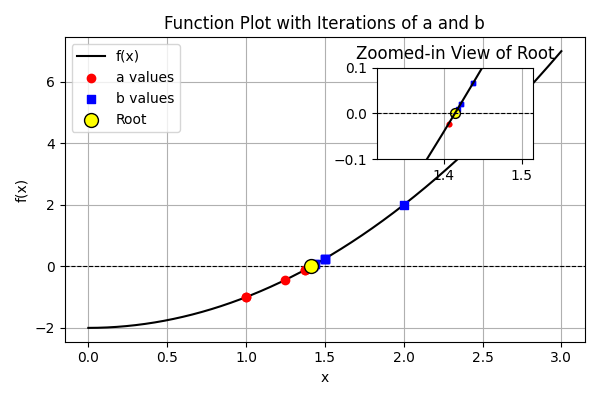 Function Plot with Iterations of a and b
f(x)
a values
b values
Root
Zoomed-in View of Root
0.1
0.0
−0.1
1.4
1.5
6
4
2
0
−2
f(x)
0.0
0.5
1.0
1.5
2.0
2.5
3.0
x